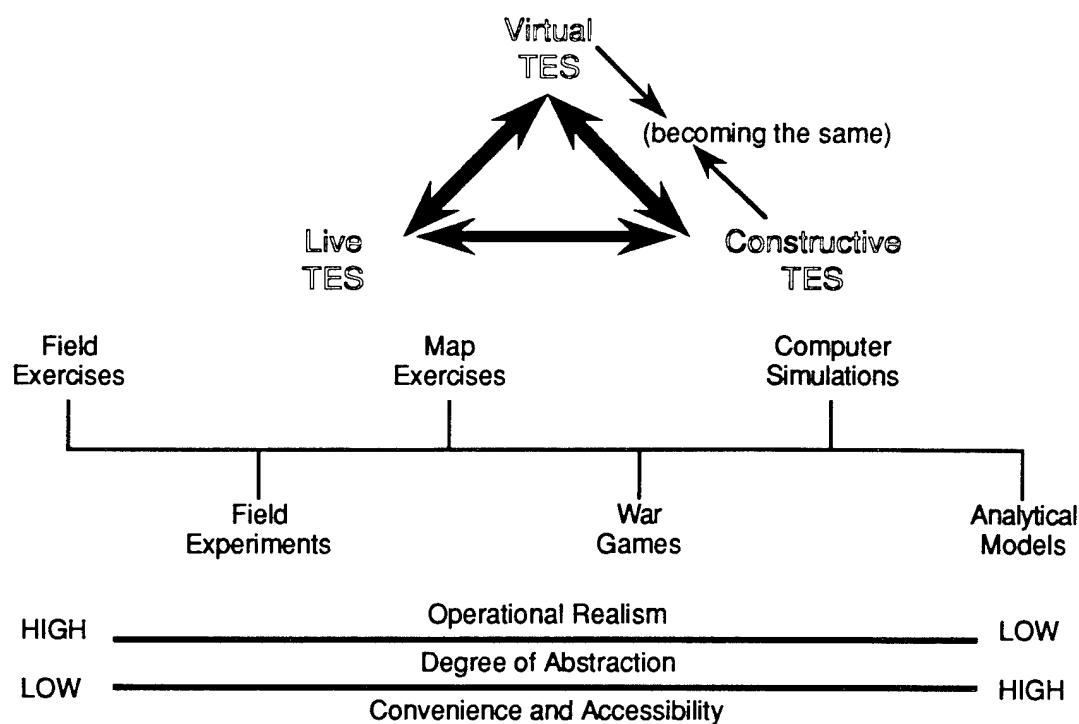 Virtual
TES
(becoming the same)
Live
TES
Constructive
TES
Field
Exercises
Map
Exercises
Computer
Simulations
Field
Experiments
War
Games
Analytical
Models
Operational Realism
HIGH
LOW
Degree of Abstraction
LOW
HIGH
Convenience and Accessibility